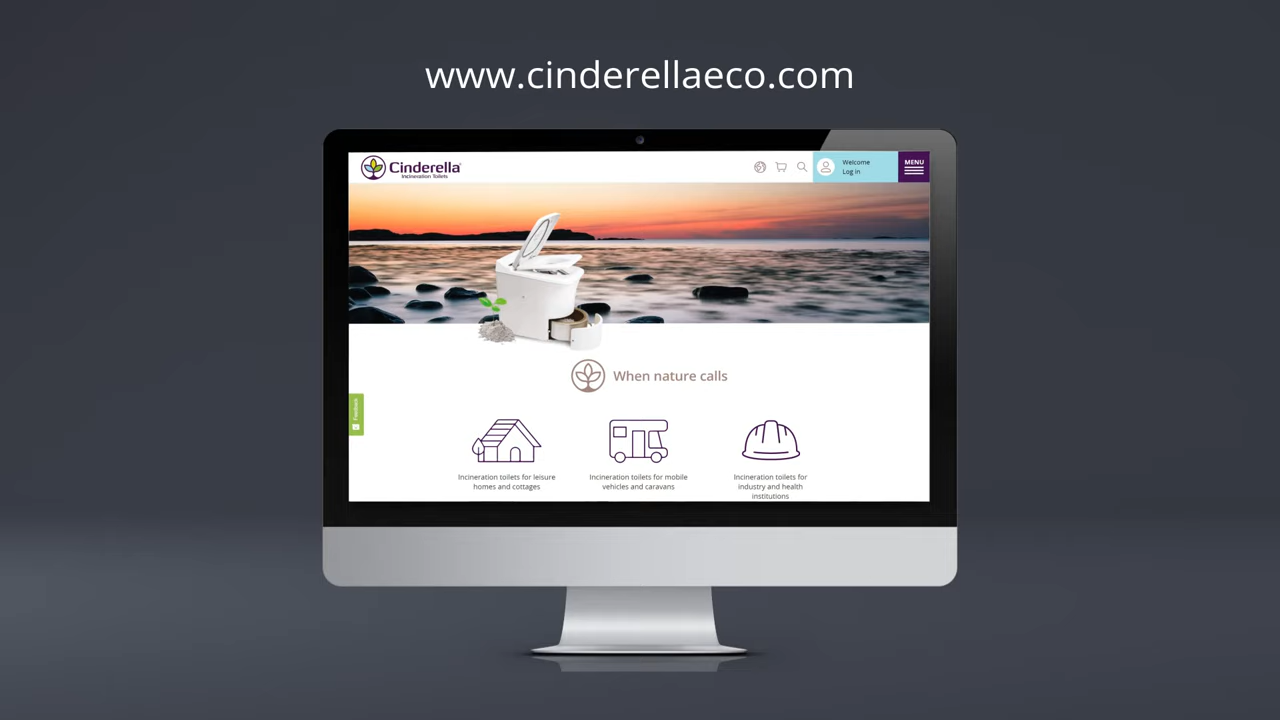 www.cinderellaeco.com
Cinderella
Incineration Toilets
Welcome
Log in
MENU
When nature calls
Feedback
Incineration toilets for leisure
homes and cottages
Incineration toilets for mobile
vehicles and caravans
Incineration toilets for
industry and health
institutions